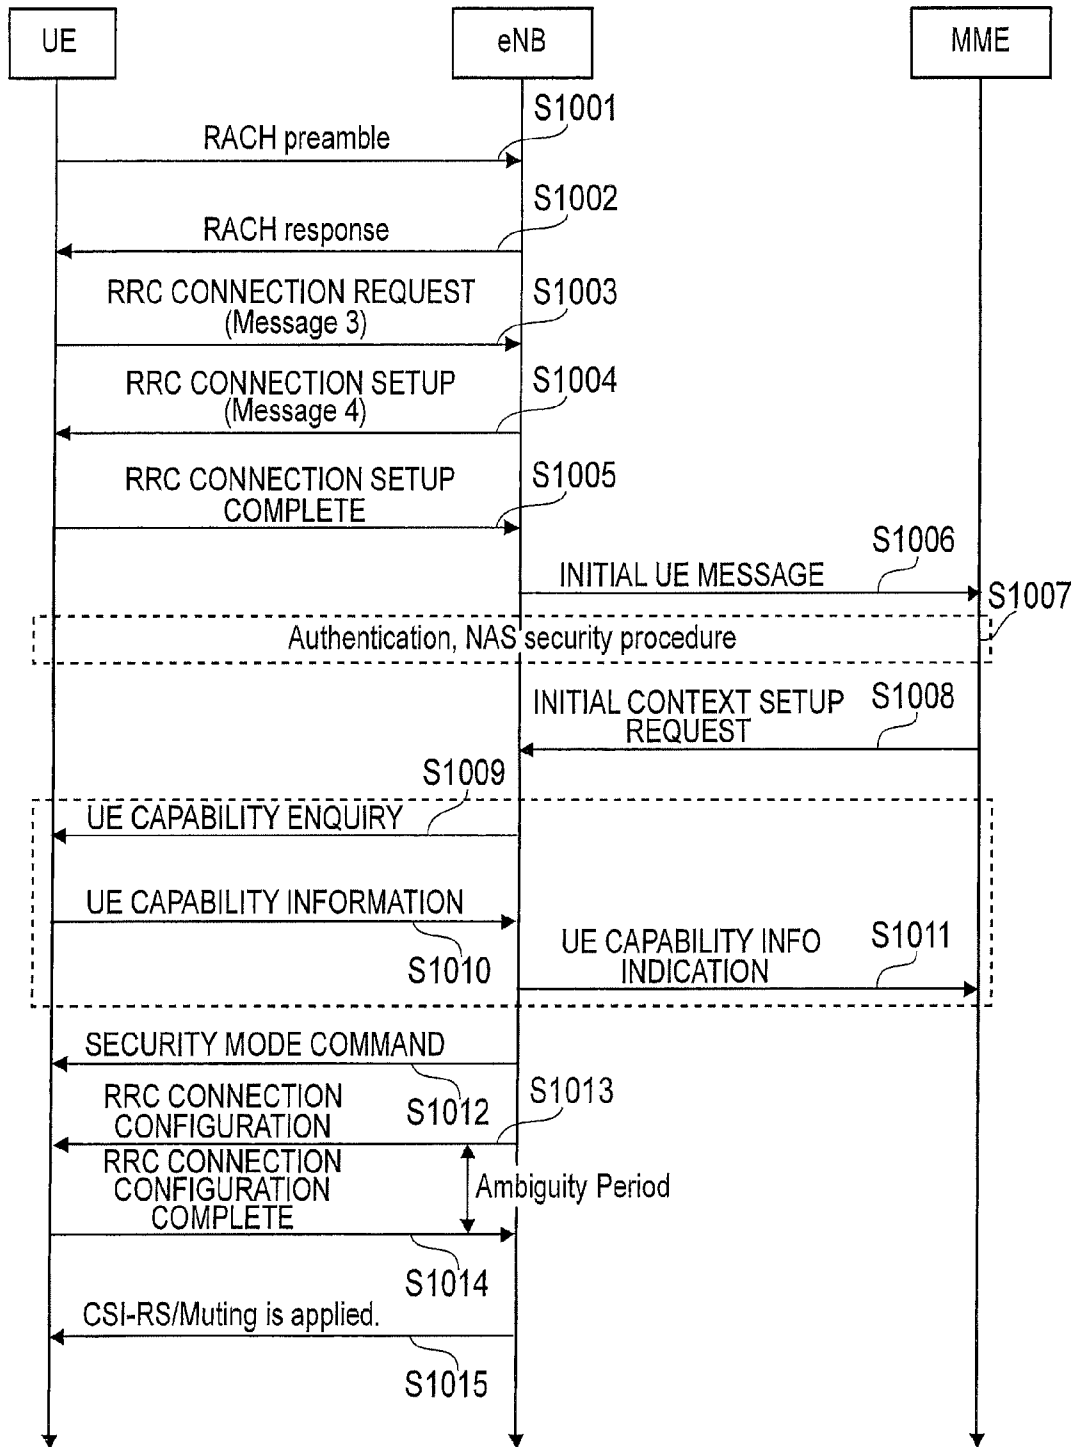 UE
eNB
MME
S1001
RACH preamble
S1002
RACH response
RRC CONNECTION REQUEST
(Message 3)
S1003
RRC CONNECTION SETUP
(Message 4)
S1004
RRC CONNECTION SETUP
COMPLETE
S1005
S1006
INITIAL UE MESSAGE
S1007
Authentication, NAS security procedure
INITIAL CONTEXT SETUP
REQUEST
S1008
S1009
UE CAPABILITY ENQUIRY
UE CAPABILITY INFORMATION
S1010
UE CAPABILITY INFO
INDICATION
S1011
SECURITY MODE COMMAND
S1012
RRC CONNECTION
CONFIGURATION
S1013
RRC CONNECTION
CONFIGURATION
COMPLETE
Ambiguity Period
S1014
CSI-RS/Muting is applied.
S1015